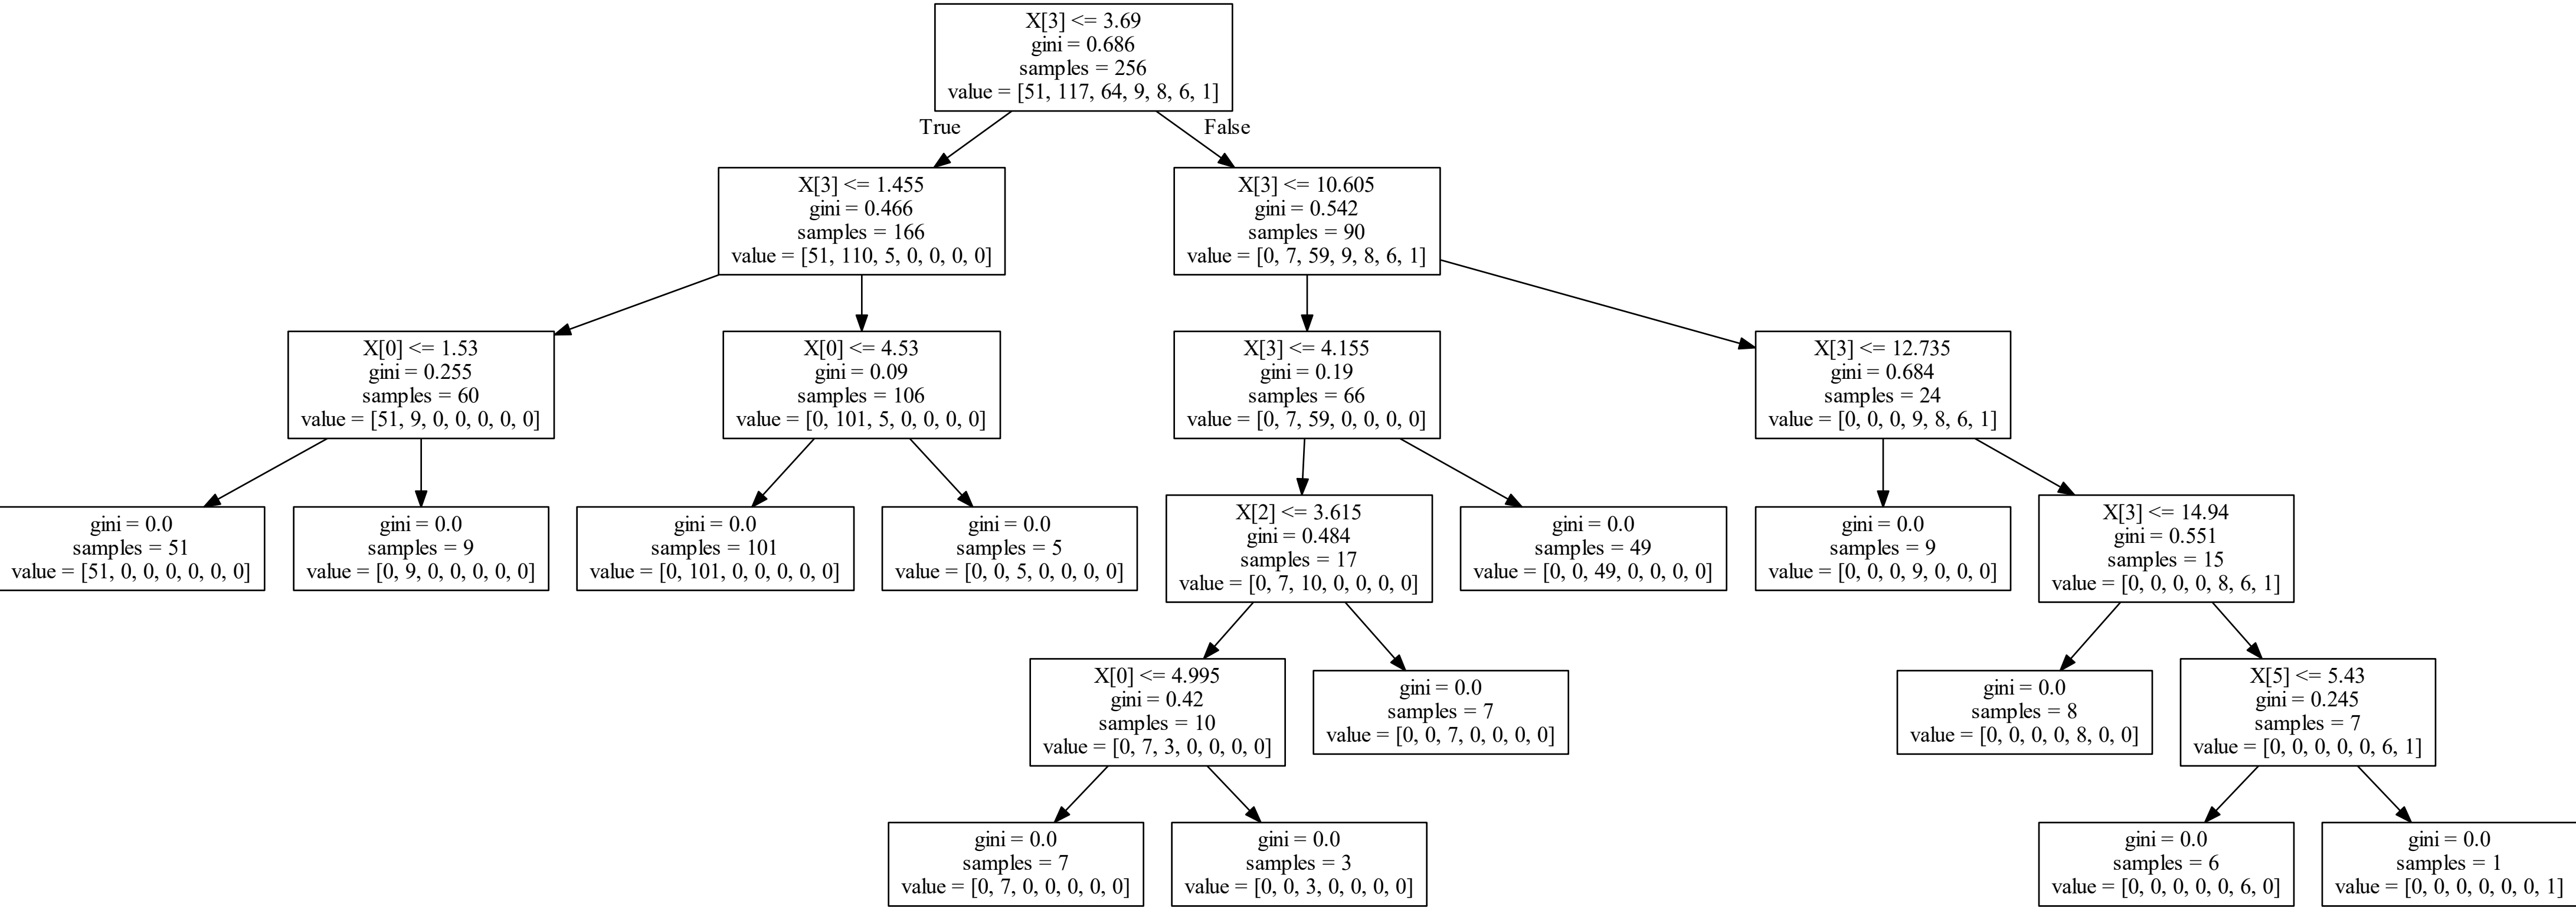 X[3] <= 3.69
gini = 0.686
samples = 256
value = [51, 117, 64, 9, 8, 6, 1]
True
False
X[3] <= 1.455
gini = 0.466
samples = 166
value = [51, 110, 5, 0, 0, 0, 0]
X[3] <= 10.605
gini = 0.542
samples = 90
value = [0, 7, 59, 9, 8, 6, 1]
X[0] <= 1.53
gini = 0.255
samples = 60
value = [51, 9, 0, 0, 0, 0, 0]
X[0] <= 4.53
gini = 0.09
samples = 106
value = [0, 101, 5, 0, 0, 0, 0]
X[3] <= 4.155
gini = 0.19
samples = 66
value = [0, 7, 59, 0, 0, 0, 0]
X[3] <= 12.735
gini = 0.684
samples = 24
value = [0, 0, 0, 9, 8, 6, 1]
gini = 0.0
samples = 51
value = [51, 0, 0, 0, 0, 0, 0]
gini = 0.0
samples = 9
value = [0, 9, 0, 0, 0, 0, 0]
gini = 0.0
samples = 101
value = [0, 101, 0, 0, 0, 0, 0]
gini = 0.0
samples = 5
value = [0, 0, 5, 0, 0, 0, 0]
X[2] <= 3.615
gini = 0.484
samples = 17
value = [0, 7, 10, 0, 0, 0, 0]
gini = 0.0
samples = 49
value = [0, 0, 49, 0, 0, 0, 0]
gini = 0.0
samples = 9
value = [0, 0, 0, 9, 0, 0, 0]
X[3] <= 14.94
gini = 0.551
samples = 15
value = [0, 0, 0, 0, 8, 6, 1]
X[0] <= 4.995
gini = 0.42
samples = 10
value = [0, 7, 3, 0, 0, 0, 0]
gini = 0.0
samples = 7
value = [0, 0, 7, 0, 0, 0, 0]
gini = 0.0
samples = 8
value = [0, 0, 0, 0, 8, 0, 0]
X[5] <= 5.43
gini = 0.245
samples = 7
value = [0, 0, 0, 0, 0, 6, 1]
gini = 0.0
samples = 7
value = [0, 7, 0, 0, 0, 0, 0]
gini = 0.0
samples = 3
value = [0, 0, 3, 0, 0, 0, 0]
gini = 0.0
samples = 6
value = [0, 0, 0, 0, 0, 6, 0]
gini = 0.0
samples = 1
value = [0, 0, 0, 0, 0, 0, 1]